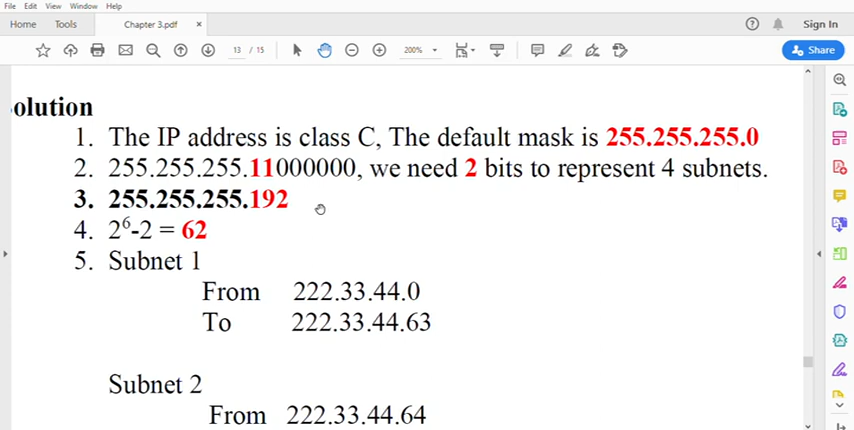 File Edit View Window Help
Home Tools Chapter 3.pdf × Sign In
13 / 15 200% Share
olution
1. The IP address is class C, The default mask is 255.255.255.0
2. 255.255.255.11000000, we need 2 bits to represent 4 subnets.
3. 255.255.255.192
4. 2⁶-2 = 62
5. Subnet 1
From 222.33.44.0
To 222.33.44.63
Subnet 2
From 222.33.44.64